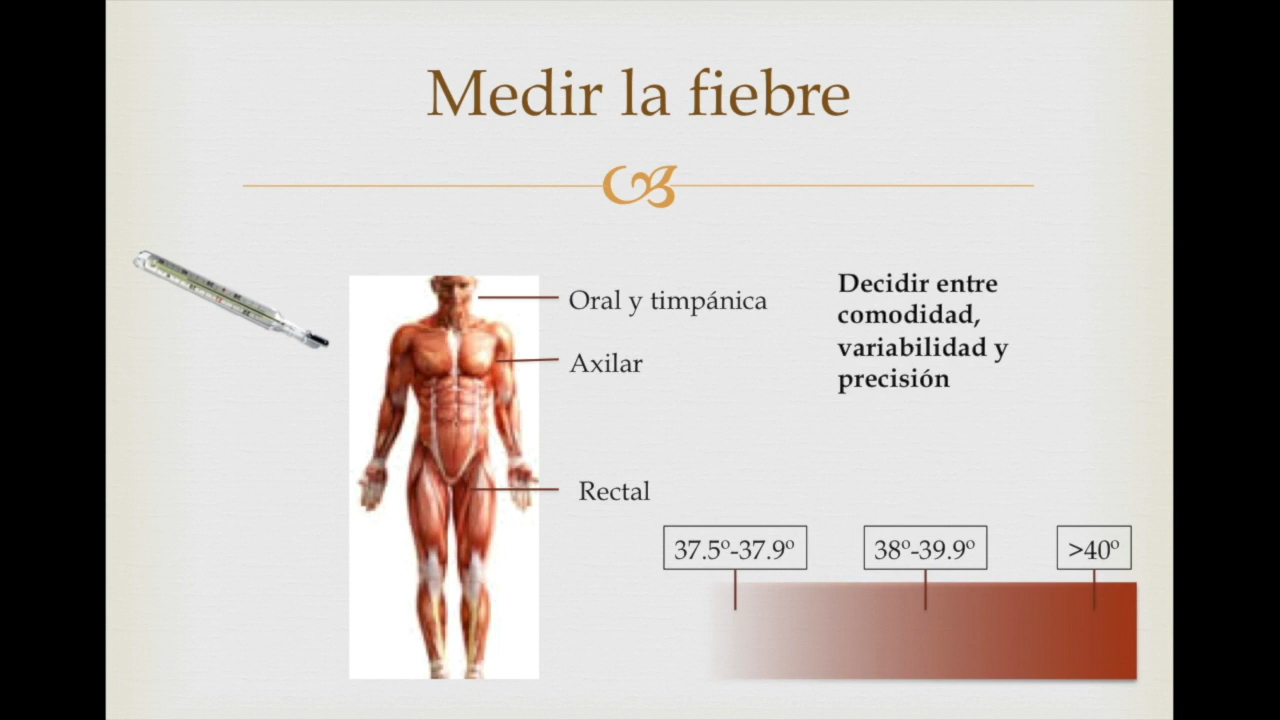 Medir la fiebre
Oral y timpánica
Axilar
Rectal
Decidir entre
comodidad,
variabilidad y
precisión
37.5º-37.9º
38º-39.9º
>40º